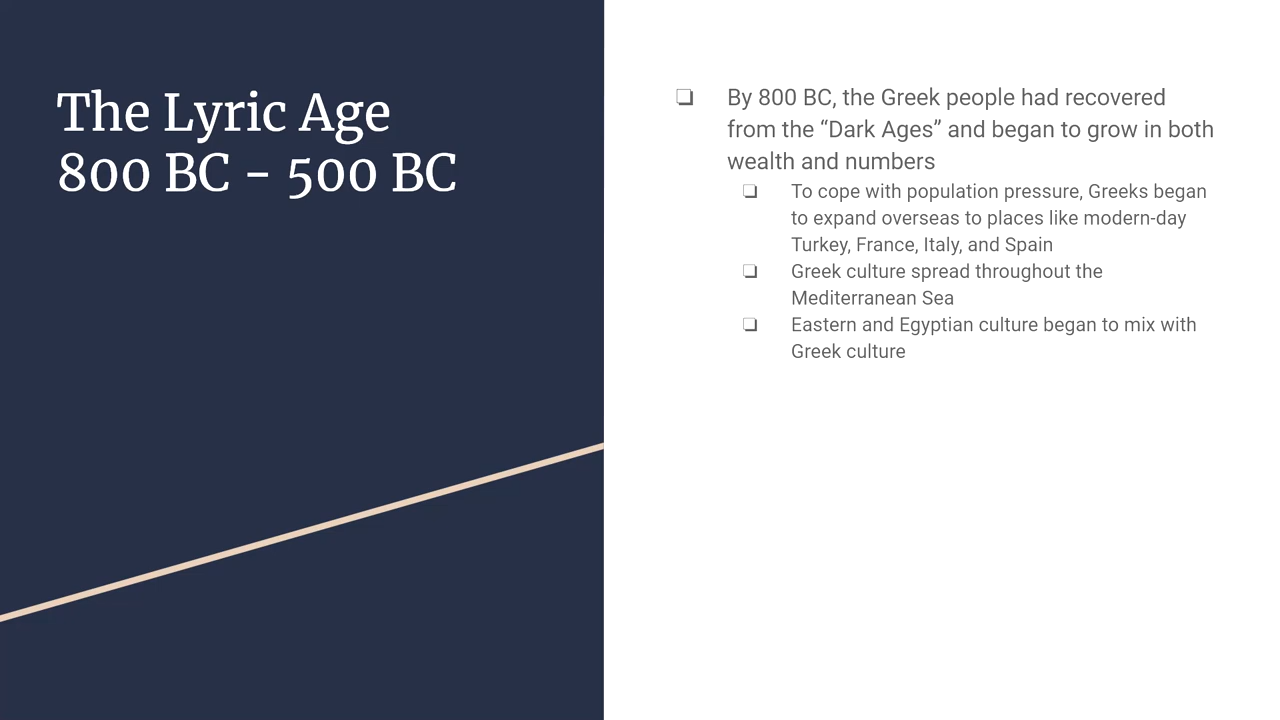 The Lyric Age
800 BC - 500 BC
❏ By 800 BC, the Greek people had recovered
from the “Dark Ages” and began to grow in both
wealth and numbers
❏ To cope with population pressure, Greeks began
to expand overseas to places like modern-day
Turkey, France, Italy, and Spain
❏ Greek culture spread throughout the
Mediterranean Sea
❏ Eastern and Egyptian culture began to mix with
Greek culture